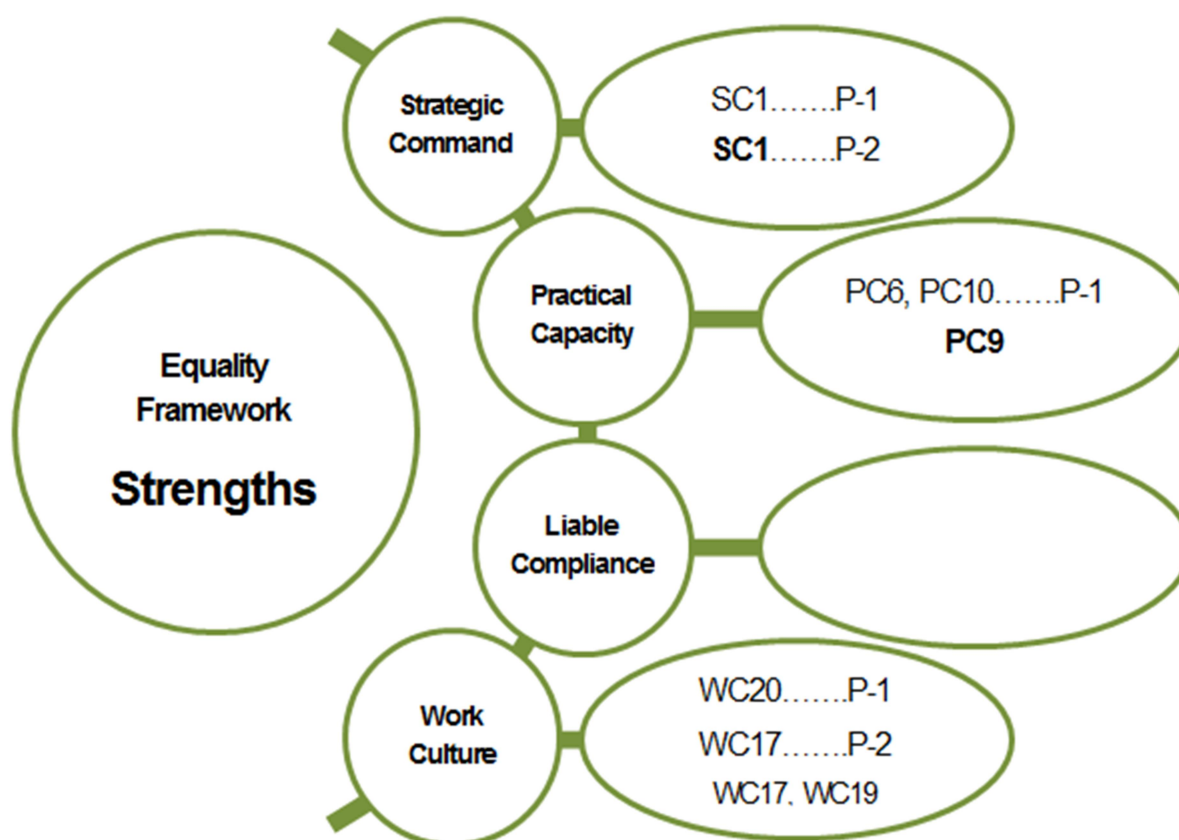 Equality
Framework
Strengths
Strategic
Command
SC1…….P-1
SC1…….P-2
Practical
Capacity
PC6, PC10…….P-1
PC9
Liable
Compliance
Work
Culture
WC20…….P-1
WC17…….P-2
WC17, WC19